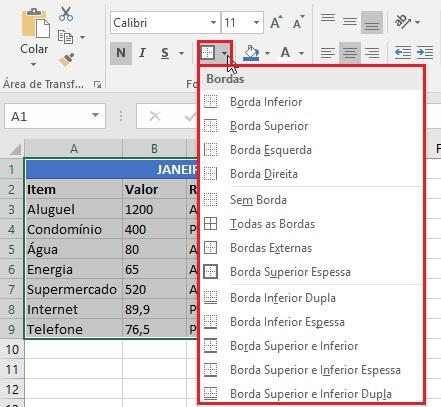 Colar
Área de Transf...
Calibri 11 A A
N I S A
Fo
A1
Bordas
Borda Inferior
Borda Superior
Borda Esquerda
Borda Direita
Sem Borda
Todas as Bordas
Bordas Externas
Borda Superior Espessa
Borda Inferior Dupla
Borda Inferior Espessa
Borda Superior e Inferior
Borda Superior e Inferior Espessa
Borda Superior e Inferior Dupla
A B F
1 JANEI
2 Item Valor R
3 Aluguel 1200 A
4 Condomínio 400 P
5 Água 80 A
6 Energia 65 A
7 Supermercado 520 A
8 Internet 89,9 P
9 Telefone 76,5 P
10
11
12
13